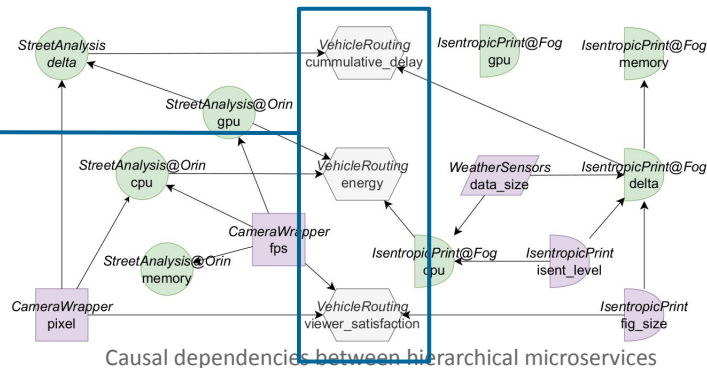 StreetAnalysis
delta
VehicleRouting
cummulative_delay
IsentropicPrint@Fog
gpu
IsentropicPrint@Fog
memory
StreetAnalysis@Orin
gpu
StreetAnalysis@Orin
cpu
VehicleRouting
energy
WeatherSensors
data_size
IsentropicPrint@Fog
delta
CameraWrapper
fps
StreetAnalysis@Orin
memory
IsentropicPrint@Fog
cpu
IsentropicPrint
isent_level
CameraWrapper
pixel
VehicleRouting
viewer_satisfaction
IsentropicPrint
fig_size
Causal dependencies between hierarchical microservices